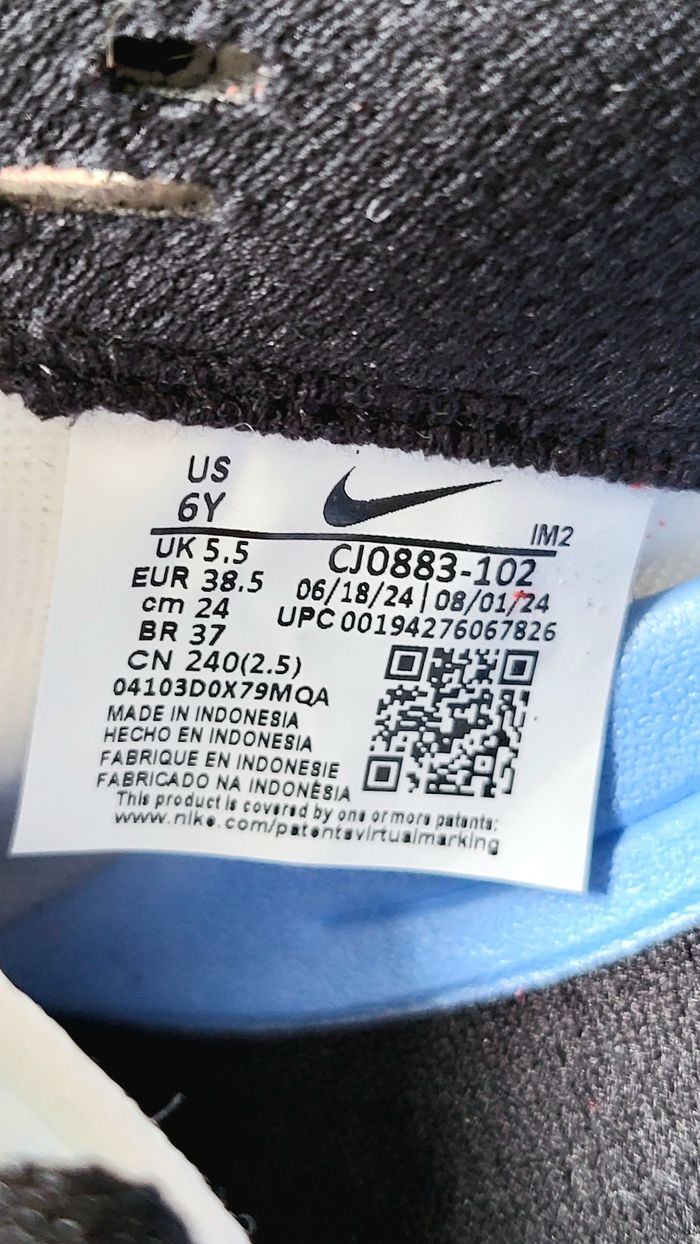 US
6Y
IM2
UK 5.5
EUR 38.5
cm 24
BR 37
CN 240(2.5)
CJ0883-102
06/18/24|08/01/24
UPC 00194276067826
04103D0X79MQA
MADE IN INDONESIA
HECHO EN INDONESIA
FABRIQUE EN INDONESIE
FABRICADO NA INDONÉSIA
This product is covered by one or more patents:
www.nike.com/patentsvirtualmarking